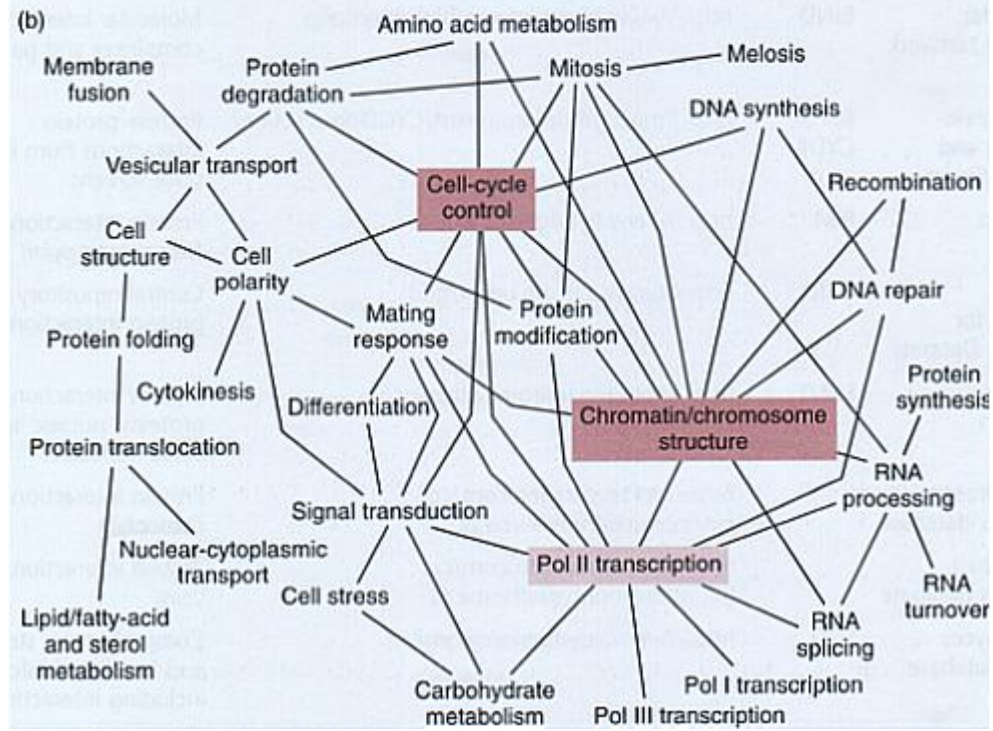 (b)
Amino acid metabolism
Membrane
fusion
Protein
degradation
Mitosis
Melosis
DNA synthesis
Vesicular transport
Cell-cycle
control
Recombination
Cell
structure
Cell
polarity
DNA repair
Mating
response
Protein
modification
Protein folding
Cytokinesis
Differentiation
Chromatin/chromosome
structure
Protein
synthesis
Protein translocation
RNA
processing
Signal transduction
Nuclear-cytoplasmic
transport
Pol II transcription
Cell stress
RNA
turnover
Lipid/fatty-acid
and sterol
metabolism
RNA
splicing
Carbohydrate
metabolism
Pol I transcription
Pol III transcription